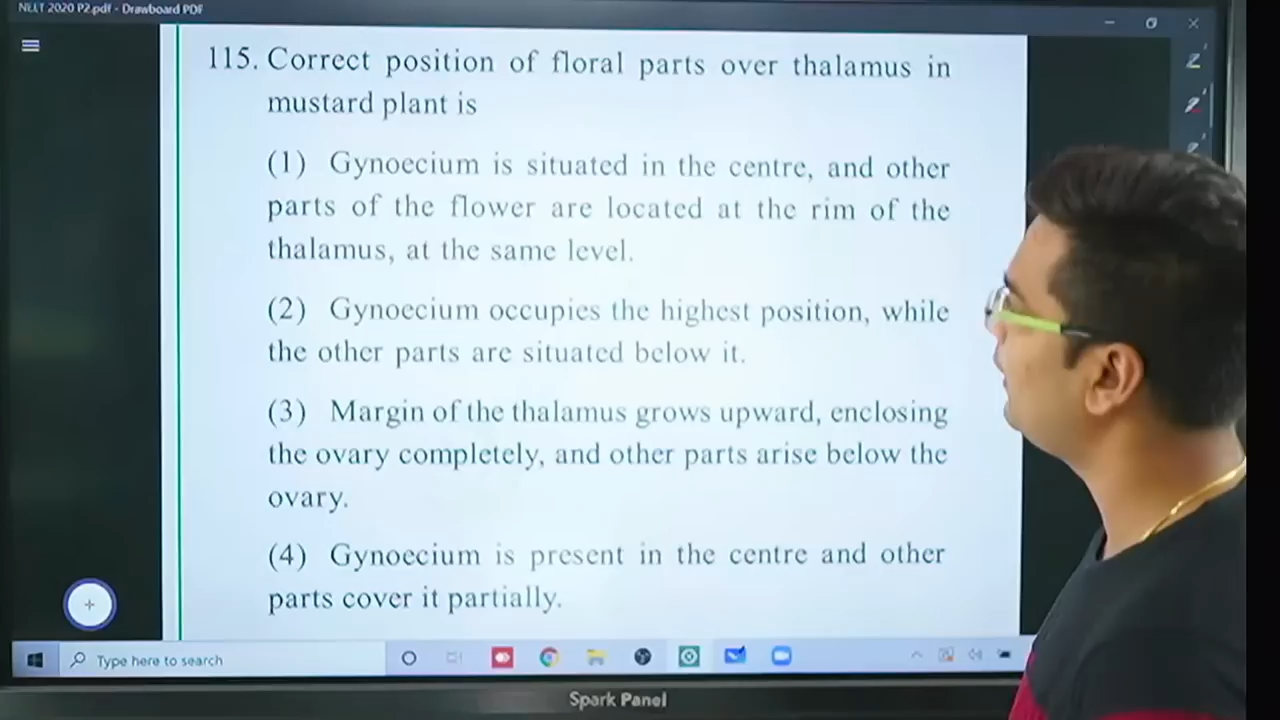 NEET 2020 P2.pdf - Drawboard PDF
115. Correct position of floral parts over thalamus in
mustard plant is
(1) Gynoecium is situated in the centre, and other
parts of the flower are located at the rim of the
thalamus, at the same level.
(2) Gynoecium occupies the highest position, while
the other parts are situated below it.
(3) Margin of the thalamus grows upward, enclosing
the ovary completely, and other parts arise below the
ovary.
(4) Gynoecium is present in the centre and other
parts cover it partially.
Type here to search
Spark Panel